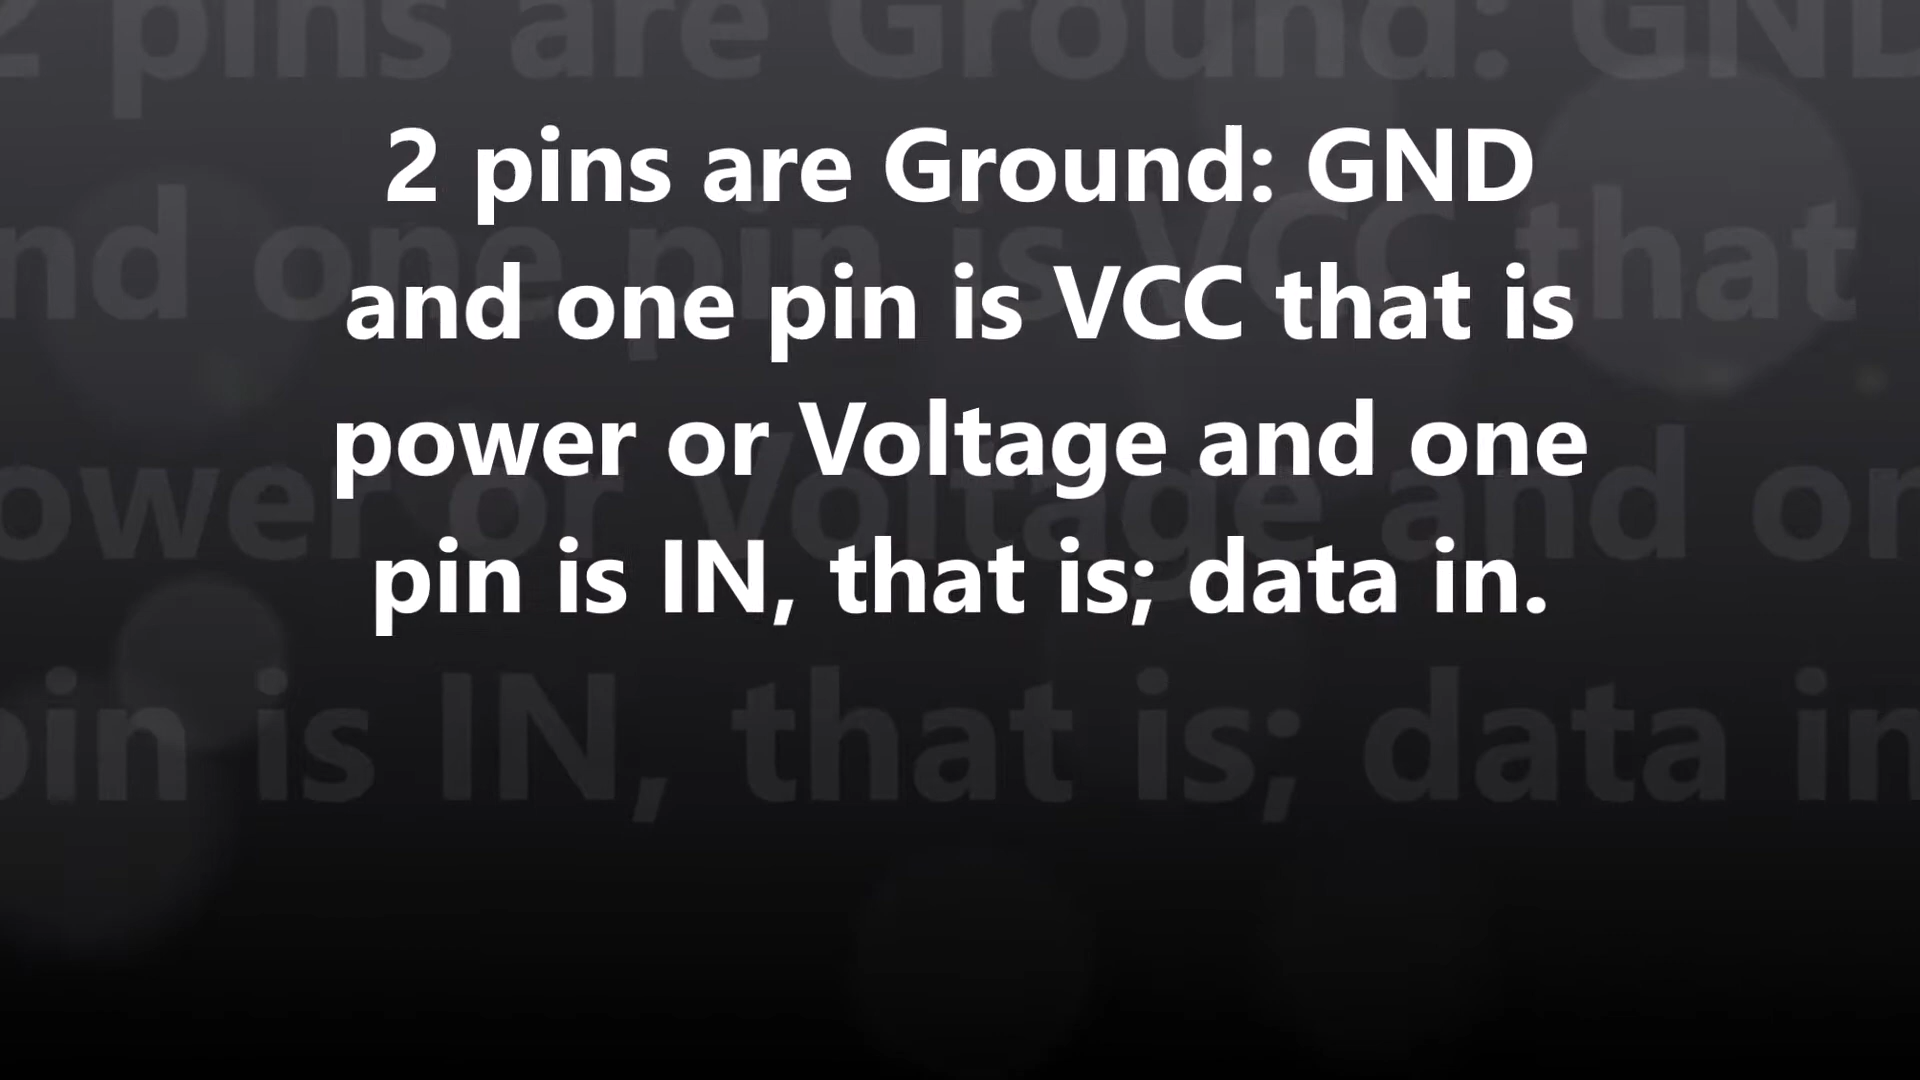 2 pins are Ground: GND
and one pin is VCC that is
power or Voltage and one
pin is IN, that is; data in.